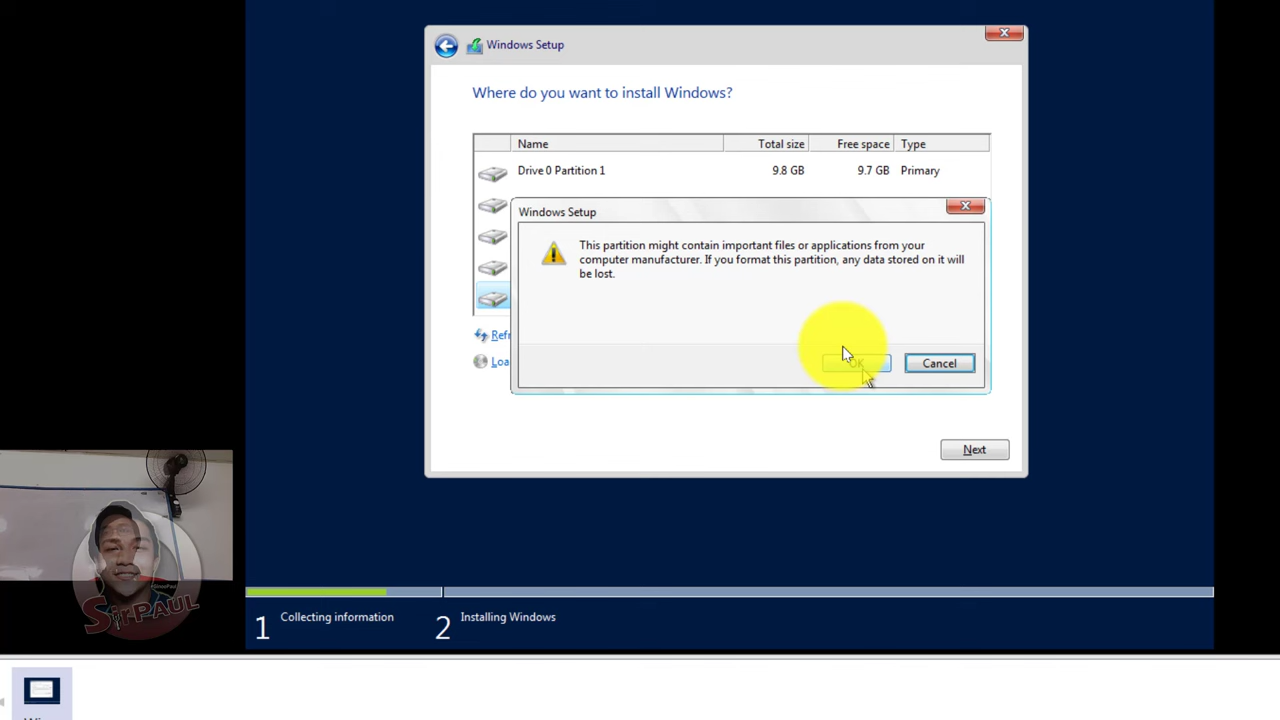 Windows Setup
Where do you want to install Windows?
Name Total size Free space Type
Drive 0 Partition 1 9.8 GB 9.7 GB Primary
Windows Setup
This partition might contain important files or applications from your
computer manufacturer. If you format this partition, any data stored on it will
be lost.
Refr
Loa
OK Cancel
Next
1 Collecting information 2 Installing Windows
SirPAUL